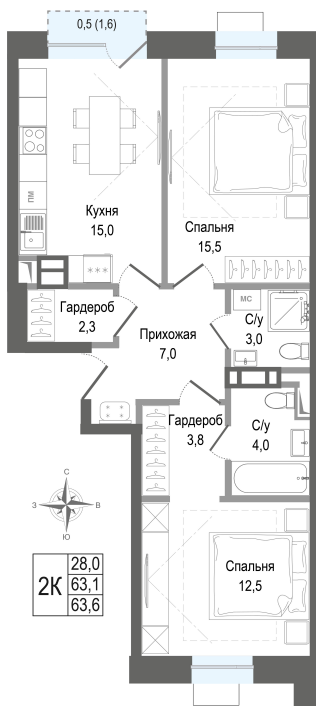 0,5 (1,6)
Кухня
15,0
ПМ
Спальня
15,5
Гардероб
2,3
Прихожая
7,0
МС
С/у
3,0
Гардероб
3,8
С/у
4,0
С
З
В
Ю
2К
28,0
63,1
63,6
Спальня
12,5